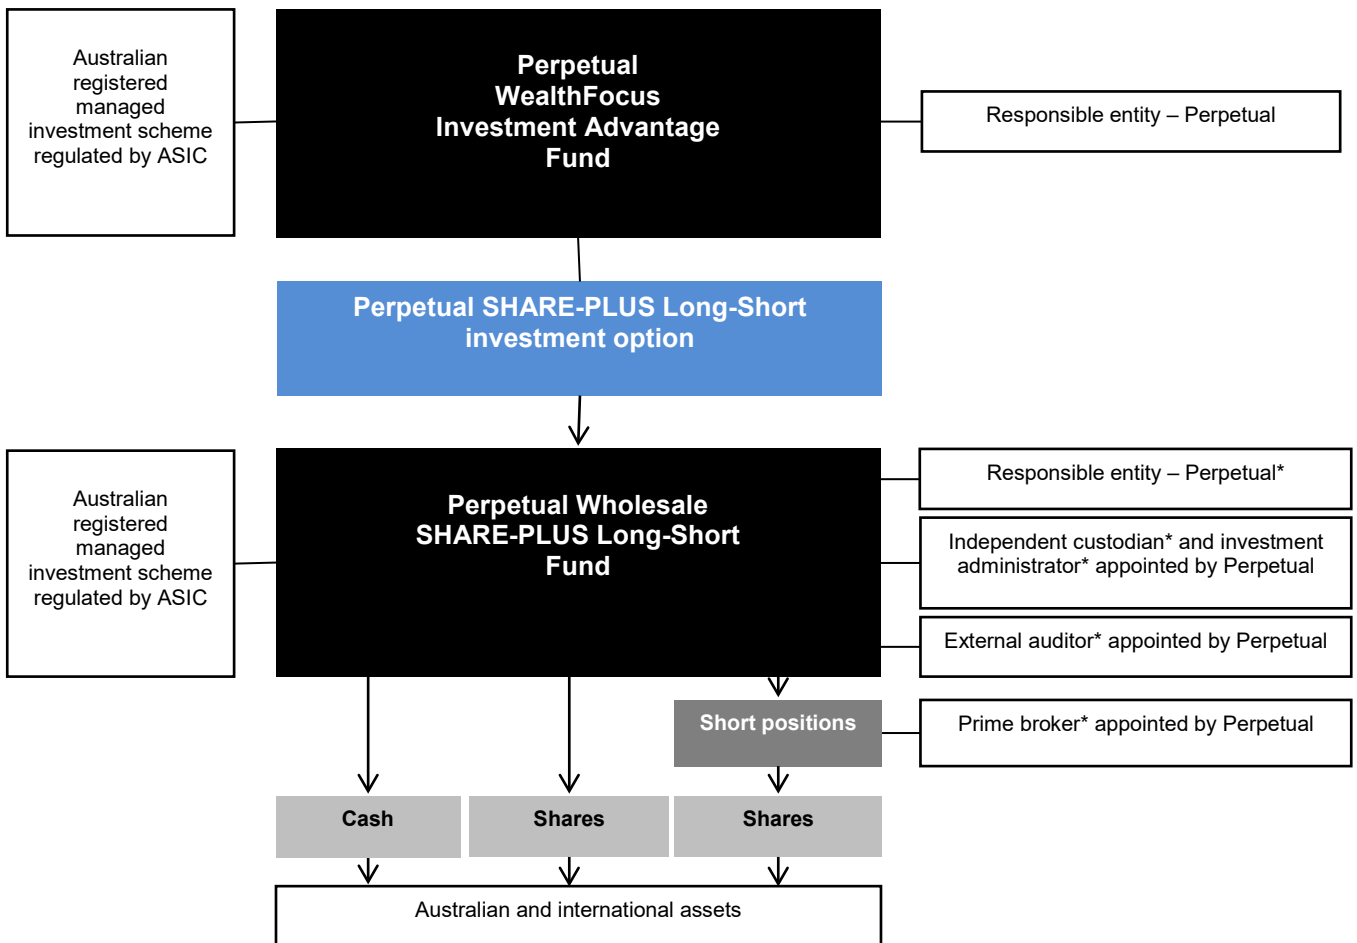 Australian
registered
managed
investment scheme
regulated by ASIC
Perpetual
WealthFocus
Investment Advantage
Fund
Responsible entity – Perpetual
Perpetual SHARE-PLUS Long-Short
investment option
Australian
registered
managed
investment scheme
regulated by ASIC
Perpetual Wholesale
SHARE-PLUS Long-Short
Fund
Responsible entity – Perpetual*
Independent custodian* and investment
administrator* appointed by Perpetual
External auditor* appointed by Perpetual
Short positions
Prime broker* appointed by Perpetual
Cash
Shares
Shares
Australian and international assets